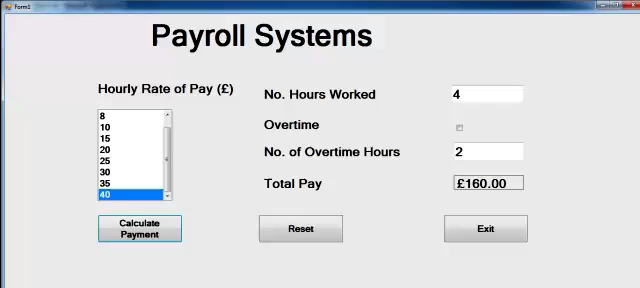 Form1
Payroll Systems
Hourly Rate of Pay (£)
8
10
15
20
25
30
35
40
No. Hours Worked
4
Overtime
No. of Overtime Hours
2
Total Pay
£160.00
Calculate
Payment
Reset
Exit